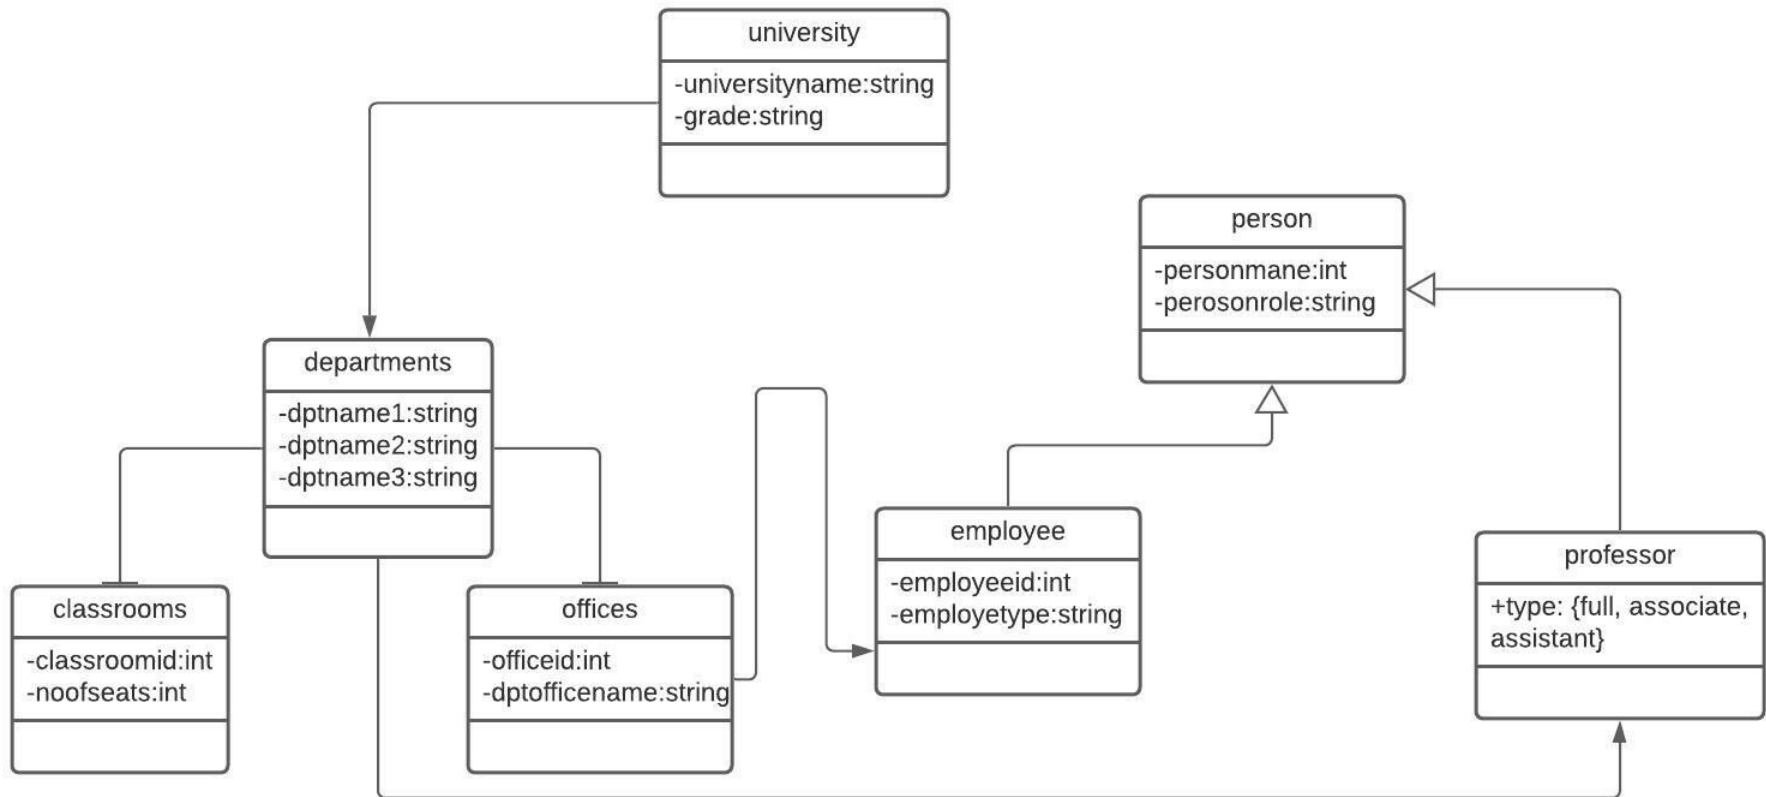 university
-universityname:string
-grade:string
person
-personmane:int
-perosonrole:string
departments
-dptname1:string
-dptname2:string
-dptname3:string
employee
-employeeid:int
-employetype:string
professor
+type: {full, associate,
assistant}
classrooms
-classroomid:int
-noofseats:int
offices
-officeid:int
-dptofficename:string